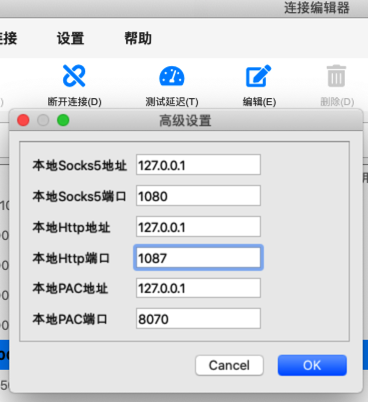 连接编辑器
连接 设置 帮助
断开连接(D) 测试延迟(T) 编辑(E) 删除(D)
高级设置
本地Socks5地址 127.0.0.1
本地Socks5端口 1080
本地Http地址 127.0.0.1
本地Http端口 1087
本地PAC地址 127.0.0.1
本地PAC端口 8070
Cancel OK